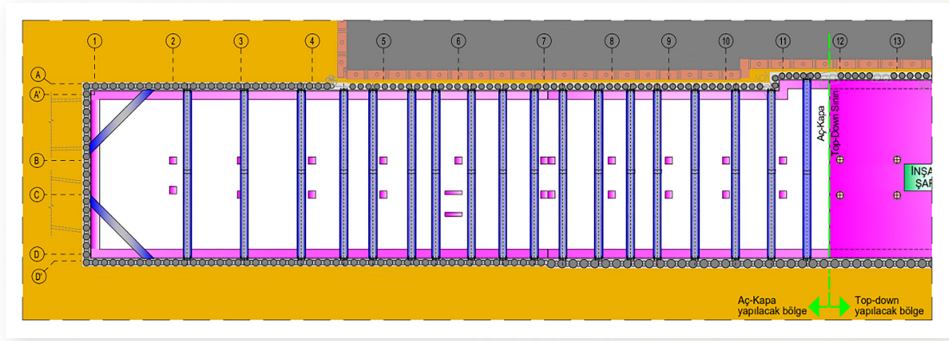 1 2 3 4 5 6 7 8 9 10 11 12 13
A
A'
B
C
D
D'
Aç-Kapa
Top-Down Sınırı
İNŞA
ŞAF
Aç-Kapa
yapılacak bölge
Top-down
yapılacak bölge